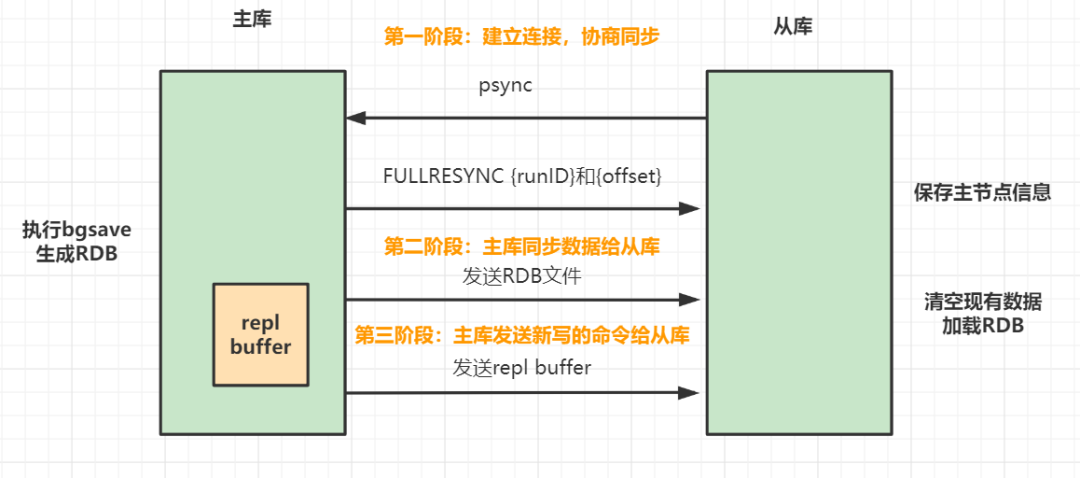 主库
从库
第一阶段：建立连接，协商同步
psync
FULLRESYNC {runID}和{offset}
保存主节点信息
执行bgsave
生成RDB
第二阶段：主库同步数据给从库
发送RDB文件
清空现有数据
加载RDB
repl
buffer
第三阶段：主库发送新写的命令给从库
发送repl buffer